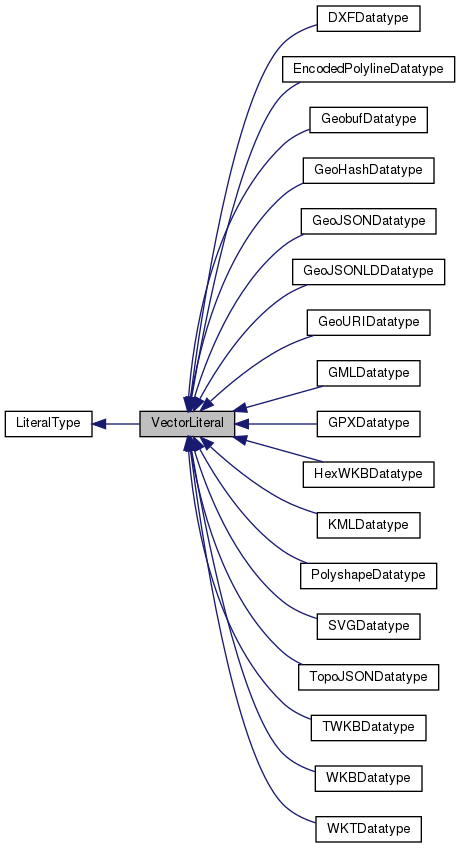 DXFDatatype
EncodedPolylineDatatype
GeobufDatatype
GeoHashDatatype
GeoJSONDatatype
GeoJSONLDDatatype
GeoURIDatatype
GMLDatatype
LiteralType
VectorLiteral
GPXDatatype
HexWKBDatatype
KMLDatatype
PolyshapeDatatype
SVGDatatype
TopoJSONDatatype
TWKBDatatype
WKBDatatype
WKTDatatype